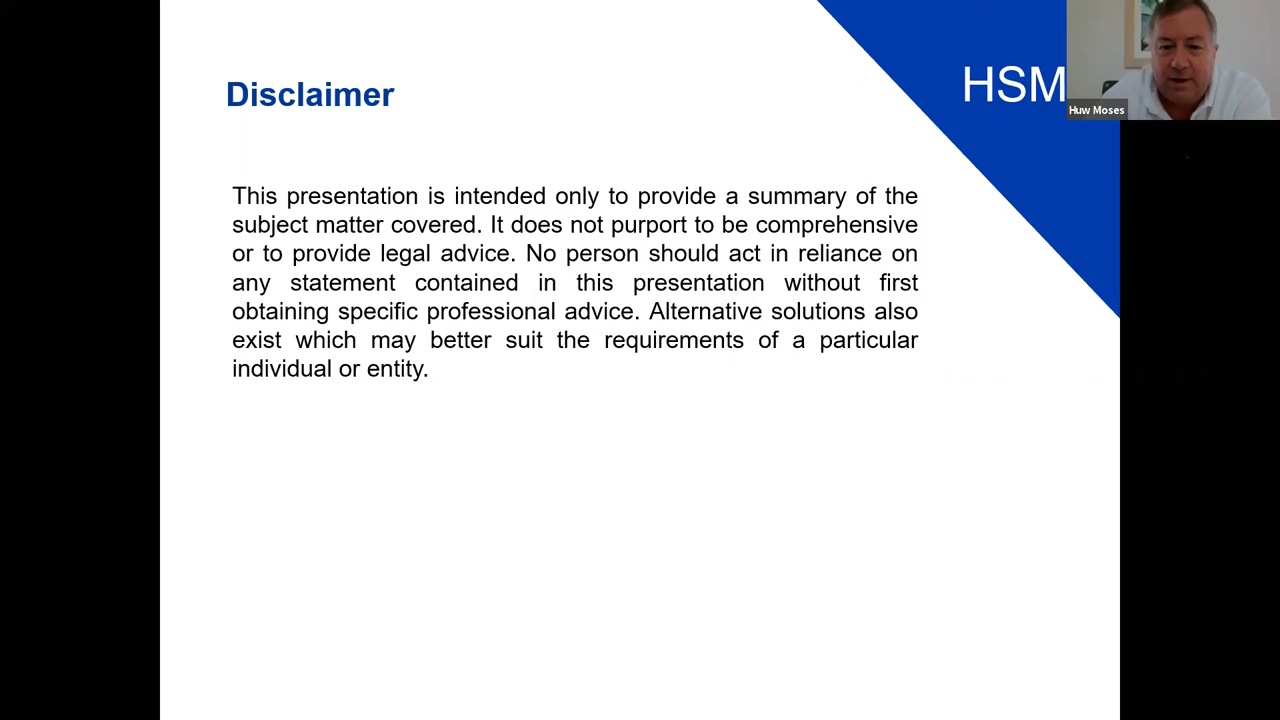 Disclaimer
HSM
Huw Moses
This presentation is intended only to provide a summary of the
subject matter covered. It does not purport to be comprehensive
or to provide legal advice. No person should act in reliance on
any statement contained in this presentation without first
obtaining specific professional advice. Alternative solutions also
exist which may better suit the requirements of a particular
individual or entity.